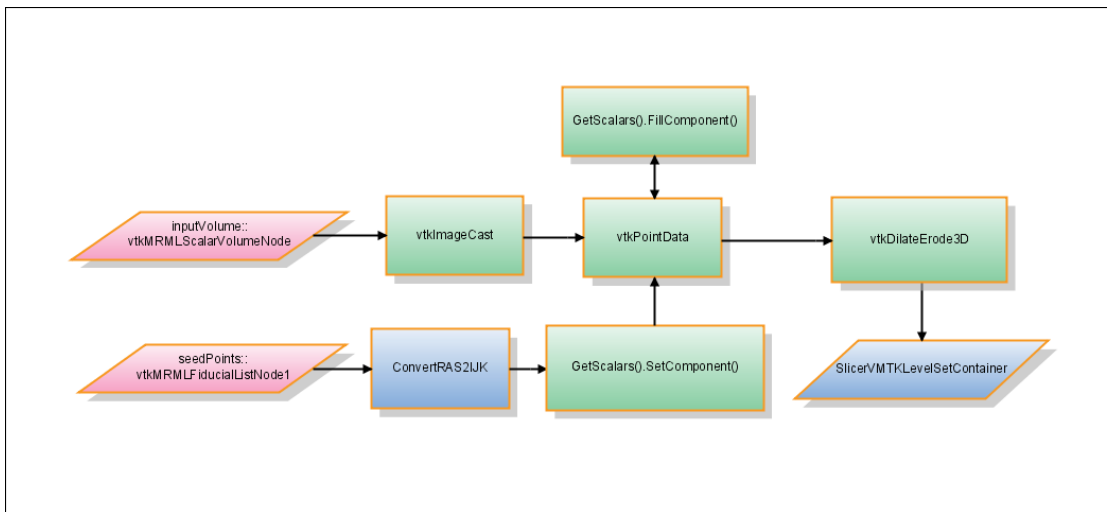 GetScalars().FillComponent()
inputVolume::
vtkMRMLScalarVolumeNode
vtkImageCast
vtkPointData
vtkDilateErode3D
seedPoints::
vtkMRMLFiducialListNode1
ConvertRAS2IJK
GetScalars().SetComponent()
SlicerVMTKLevelSetContainer